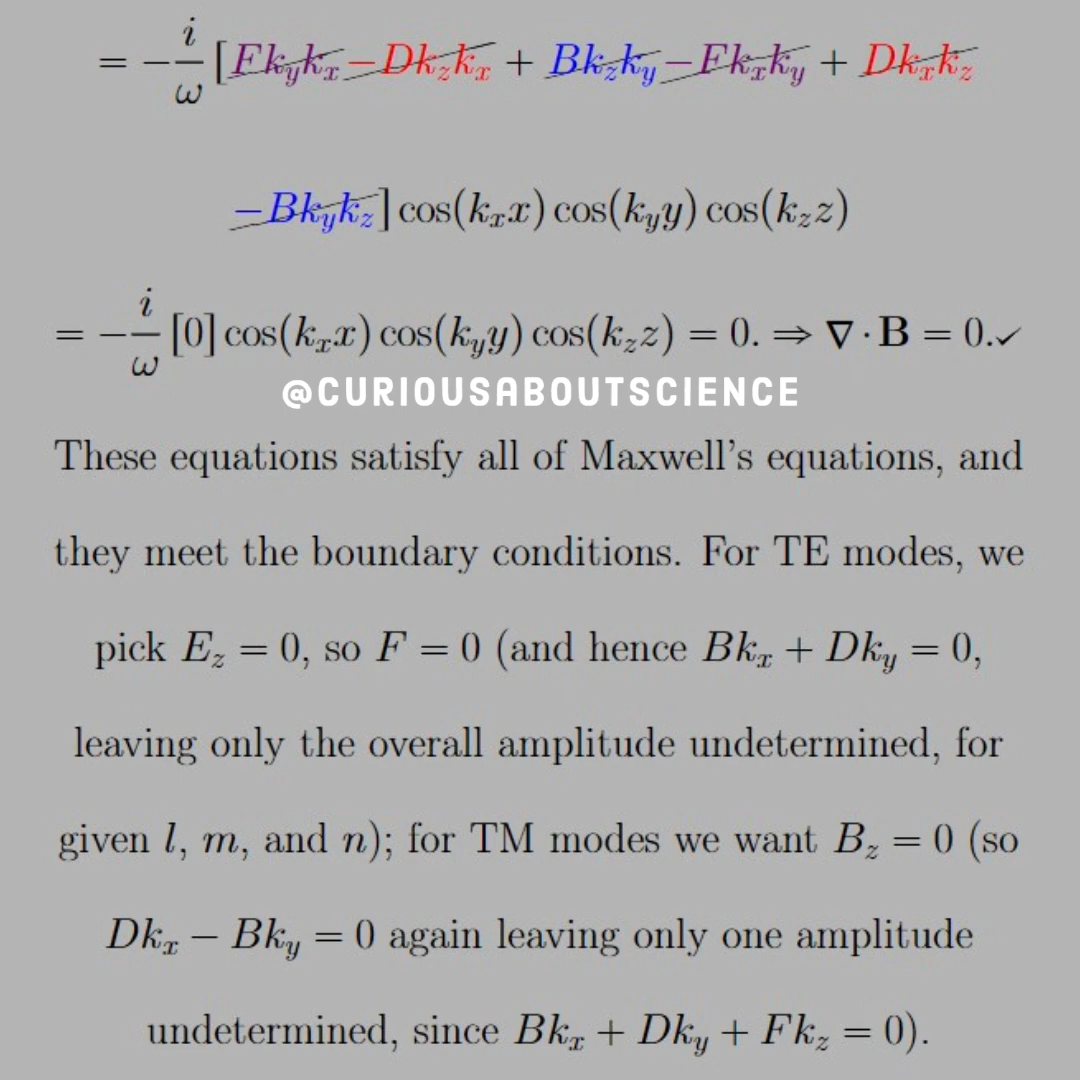 = −i/ω [Fk_yk_x − Dk_zk_x + Bk_zk_y − Fk_xk_y + Dk_xk_z
−Bk_yk_z] cos(k_xx) cos(k_yy) cos(k_zz)
= −i/ω [0] cos(k_xx) cos(k_yy) cos(k_zz) = 0. ⇒ ∇ · B = 0.✓
@CURIOUSABOUTSCIENCE
These equations satisfy all of Maxwell's equations, and
they meet the boundary conditions. For TE modes, we
pick E_z = 0, so F = 0 (and hence Bk_x + Dk_y = 0,
leaving only the overall amplitude undetermined, for
given l, m, and n); for TM modes we want B_z = 0 (so
Dk_x − Bk_y = 0 again leaving only one amplitude
undetermined, since Bk_x + Dk_y + Fk_z = 0).